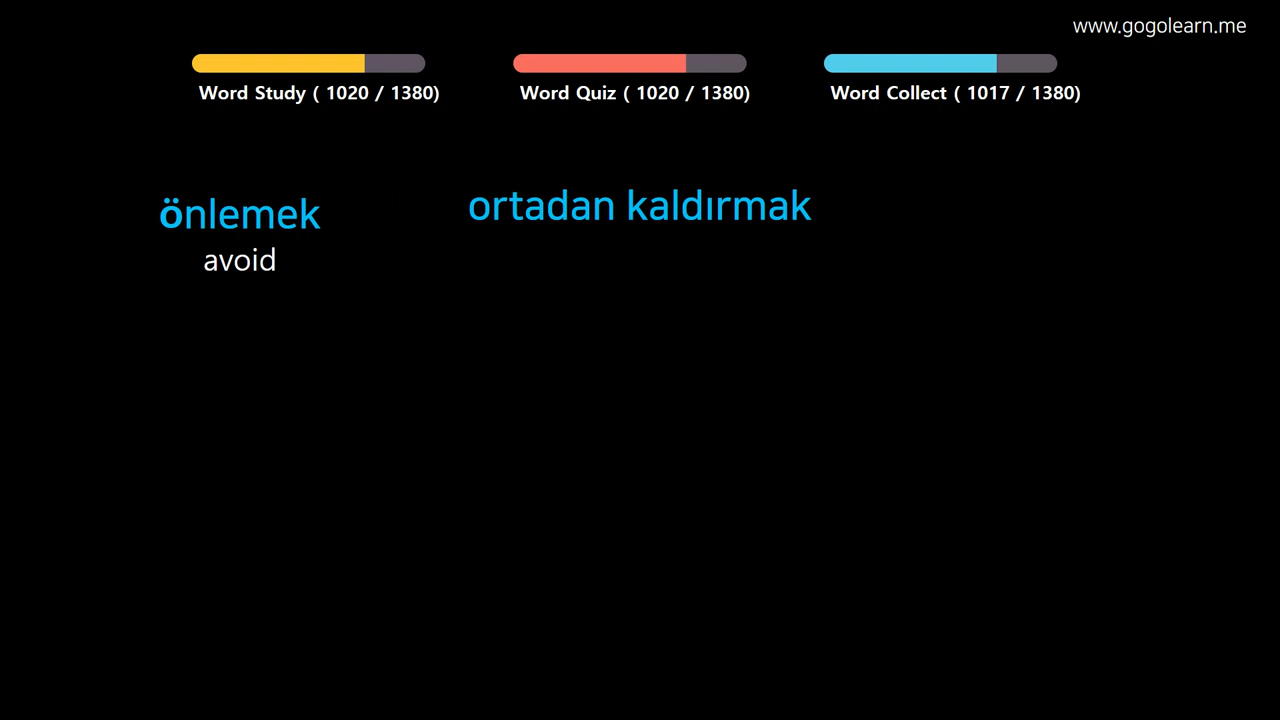 www.gogolearn.me
Word Study ( 1020 / 1380)
Word Quiz ( 1020 / 1380)
Word Collect ( 1017 / 1380)
önlemek
avoid
ortadan kaldırmak